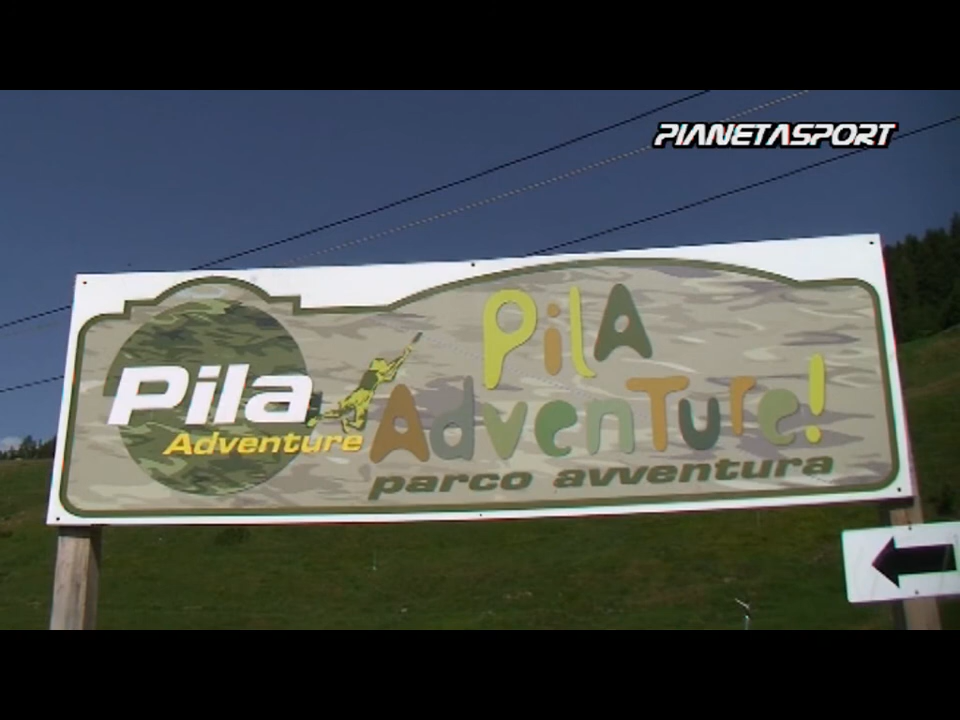 PIANETASPORT
Pila
Adventure
PilA
AdvenTure!
parco avventura